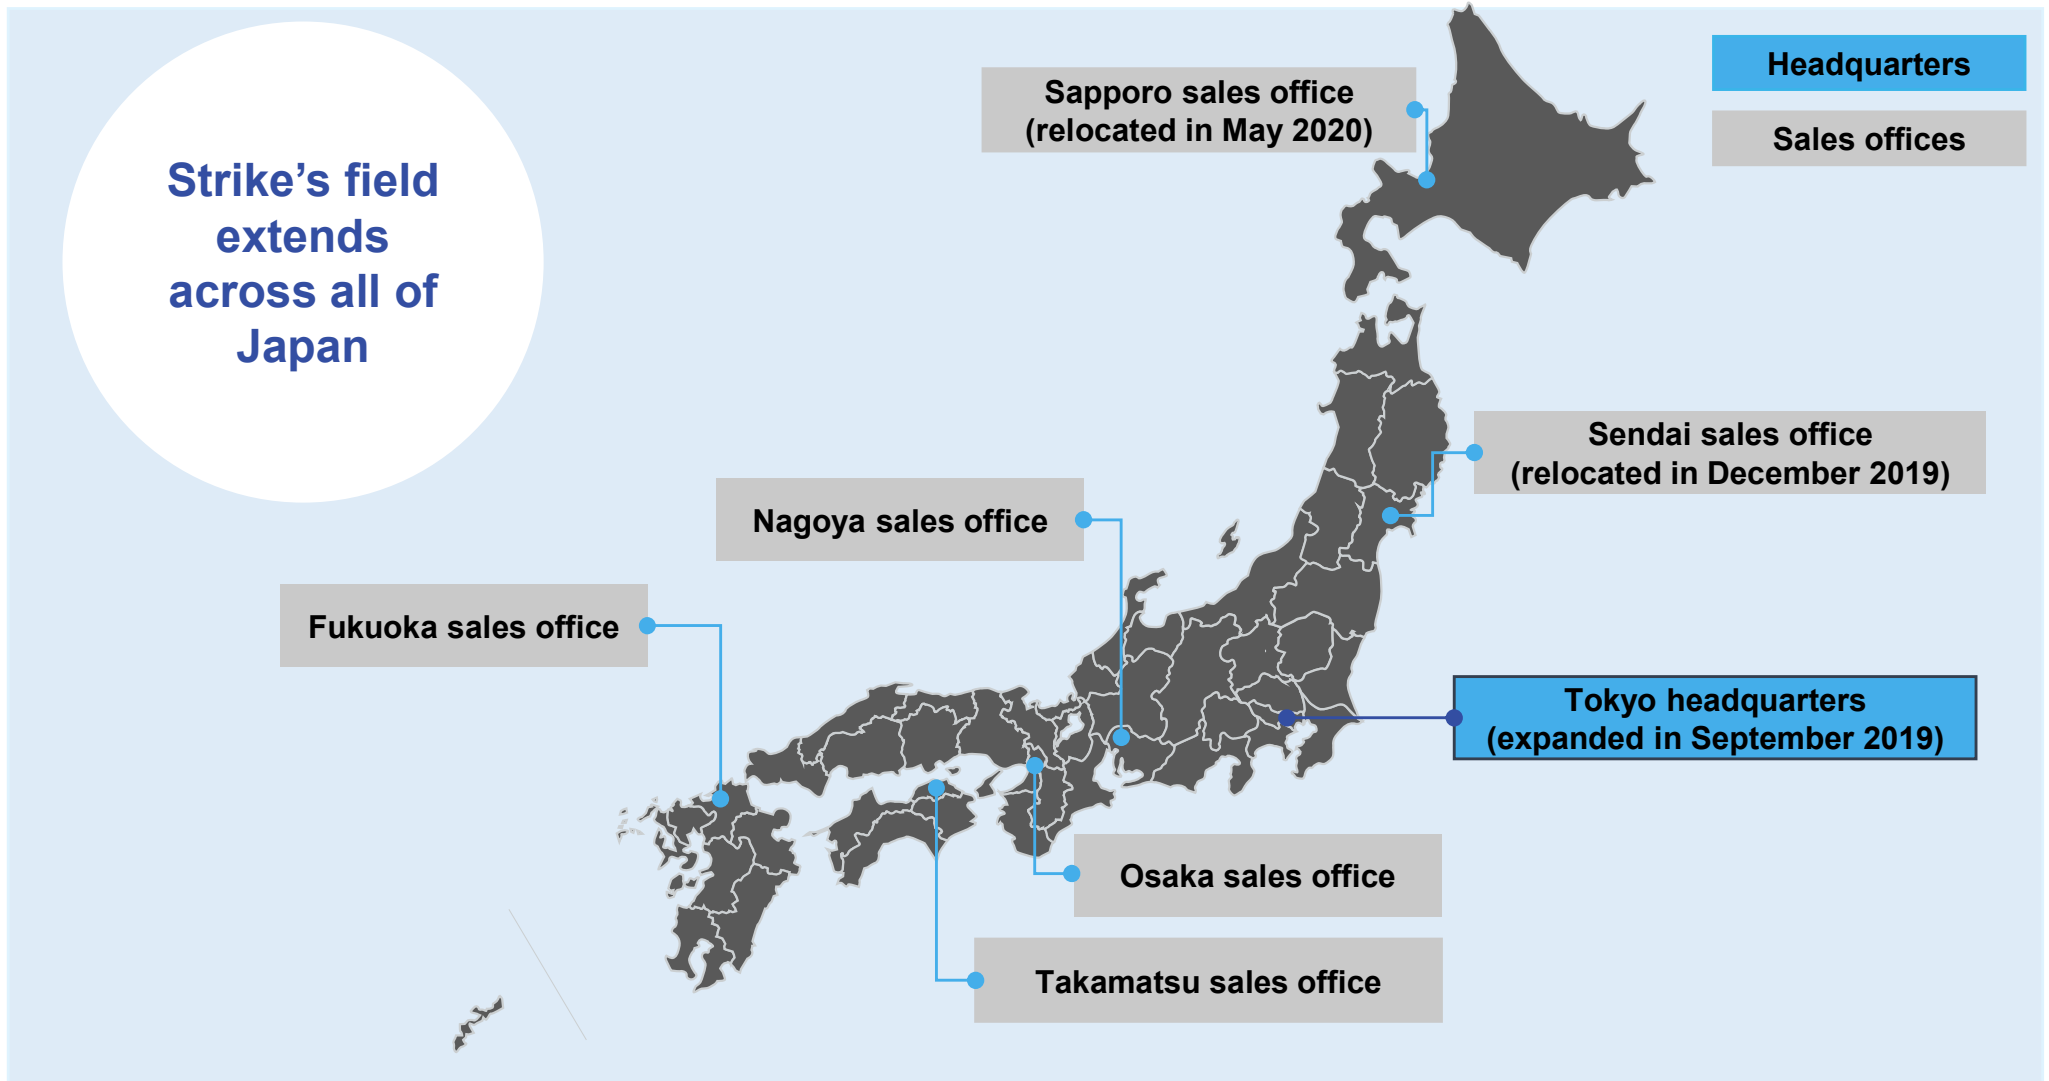 Strike’s field
extends
across all of
Japan
Headquarters
Sales offices
Sapporo sales office
(relocated in May 2020)
Sendai sales office
(relocated in December 2019)
Nagoya sales office
Fukuoka sales office
Tokyo headquarters
(expanded in September 2019)
Osaka sales office
Takamatsu sales office